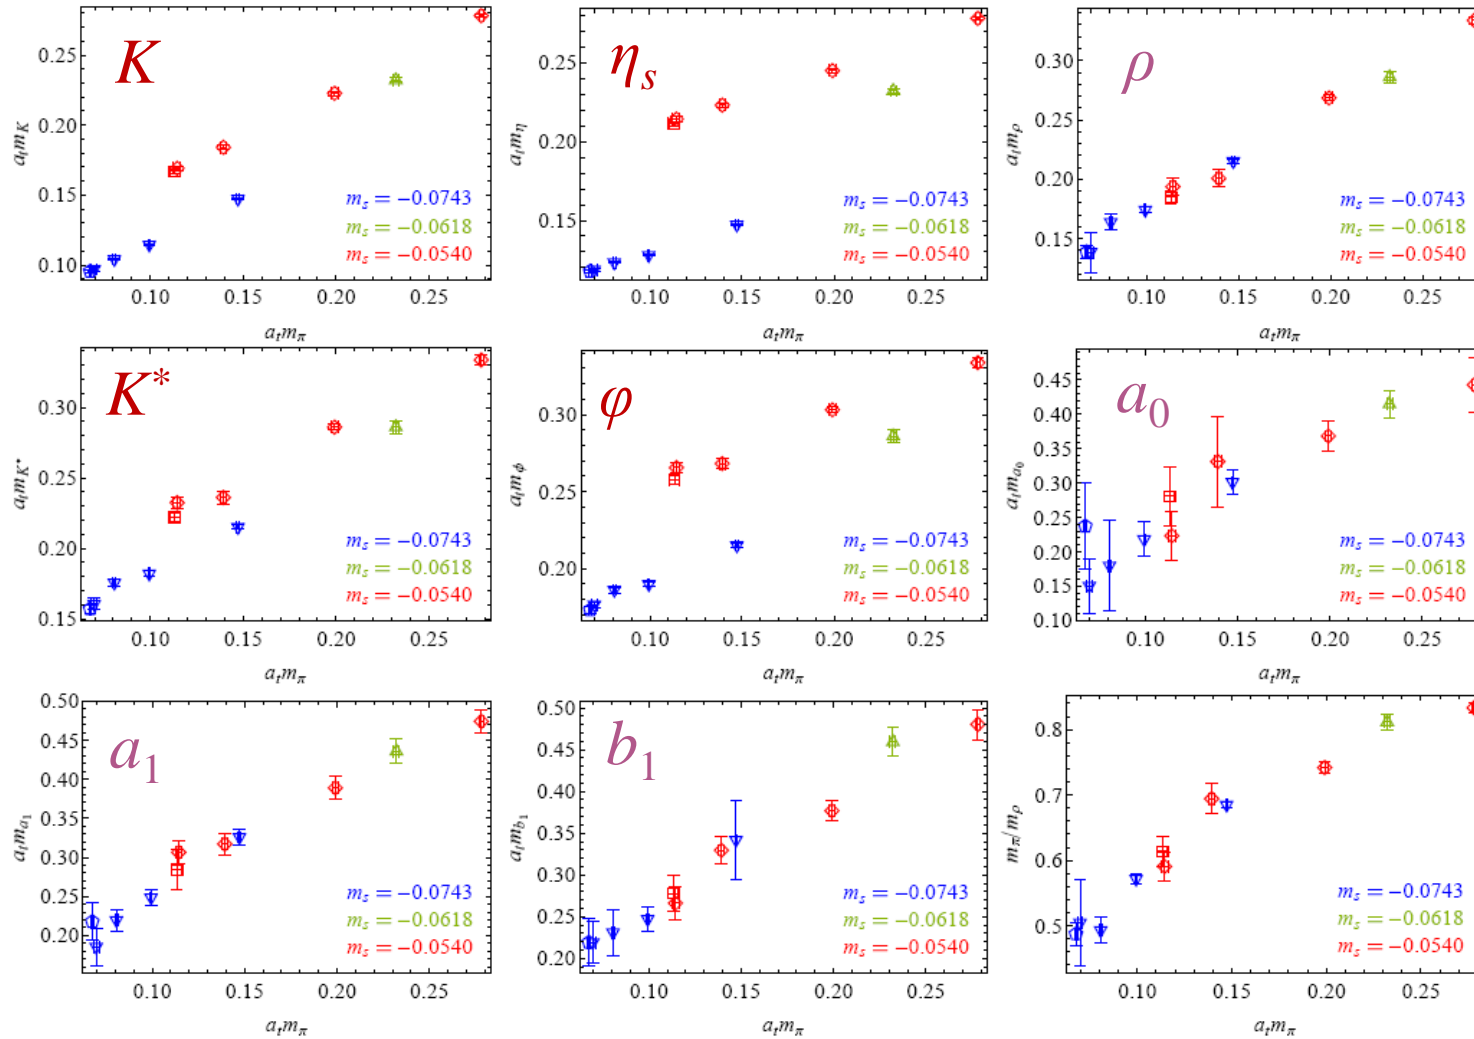 K
0.25
0.20
0.15
0.10
a_t m_K
m_s = −0.0743
m_s = −0.0618
m_s = −0.0540
0.10 0.15 0.20 0.25
a_t m_π
η_s
0.25
0.20
0.15
a_t m_η
m_s = −0.0743
m_s = −0.0618
m_s = −0.0540
0.10 0.15 0.20 0.25
a_t m_π
ρ
0.30
0.25
0.20
0.15
a_t m_ρ
m_s = −0.0743
m_s = −0.0618
m_s = −0.0540
0.10 0.15 0.20 0.25
a_t m_π
K*
0.30
0.25
0.20
0.15
a_t m_K*
m_s = −0.0743
m_s = −0.0618
m_s = −0.0540
0.10 0.15 0.20 0.25
a_t m_π
φ
0.30
0.25
0.20
a_t m_ϕ
m_s = −0.0743
m_s = −0.0618
m_s = −0.0540
0.10 0.15 0.20 0.25
a_t m_π
a_0
0.45
0.40
0.35
0.30
0.25
0.20
0.15
0.10
a_t m_a_0
m_s = −0.0743
m_s = −0.0618
m_s = −0.0540
0.10 0.15 0.20 0.25
a_t m_π
a_1
0.50
0.45
0.40
0.35
0.30
0.25
0.20
a_t m_a_1
m_s = −0.0743
m_s = −0.0618
m_s = −0.0540
0.10 0.15 0.20 0.25
a_t m_π
b_1
0.50
0.45
0.40
0.35
0.30
0.25
0.20
a_t m_b_1
m_s = −0.0743
m_s = −0.0618
m_s = −0.0540
0.10 0.15 0.20 0.25
a_t m_π
0.8
0.7
0.6
0.5
m_π/m_ρ
m_s = −0.0743
m_s = −0.0618
m_s = −0.0540
0.10 0.15 0.20 0.25
a_t m_π